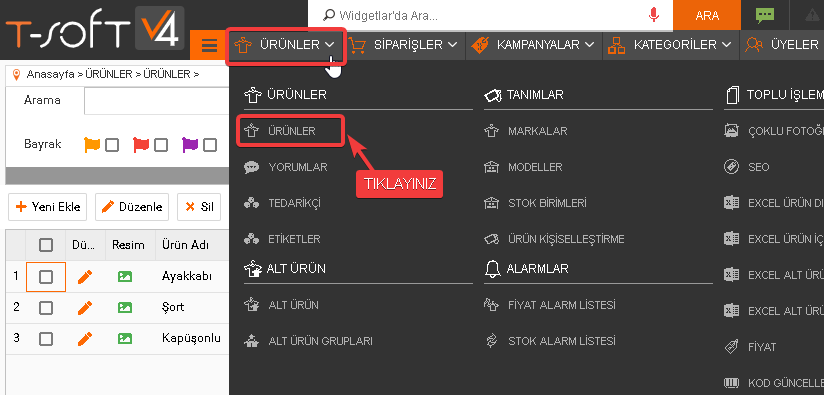 T-SOFT V4
Widgetlar'da Ara...
ARA
ÜRÜNLER
SİPARİŞLER
KAMPANYALAR
KATEGORİLER
ÜYELER
Anasayfa > ÜRÜNLER > ÜRÜNLER >
Arama
Bayrak
Yeni Ekle
Düzenle
Sil
Dü...
Resim
Ürün Adı
1
Ayakkabı
2
Şort
3
Kapüşonlu
ÜRÜNLER
ÜRÜNLER
YORUMLAR
TEDARİKÇİ
ETİKETLER
ALT ÜRÜN
ALT ÜRÜN
ALT ÜRÜN GRUPLARI
TIKLAYINIZ
TANIMLAR
MARKALAR
MODELLER
STOK BİRİMLERİ
ÜRÜN KİŞİSELLEŞTİRME
ALARMLAR
FİYAT ALARM LİSTESİ
STOK ALARM LİSTESİ
TOPLU İŞLEM
ÇOKLU FOTOĞ
SEO
EXCEL ÜRÜN DI
EXCEL ÜRÜN İÇ
EXCEL ALT ÜRÜ
EXCEL ALT ÜRÜ
FİYAT
KOD GÜNCELLE